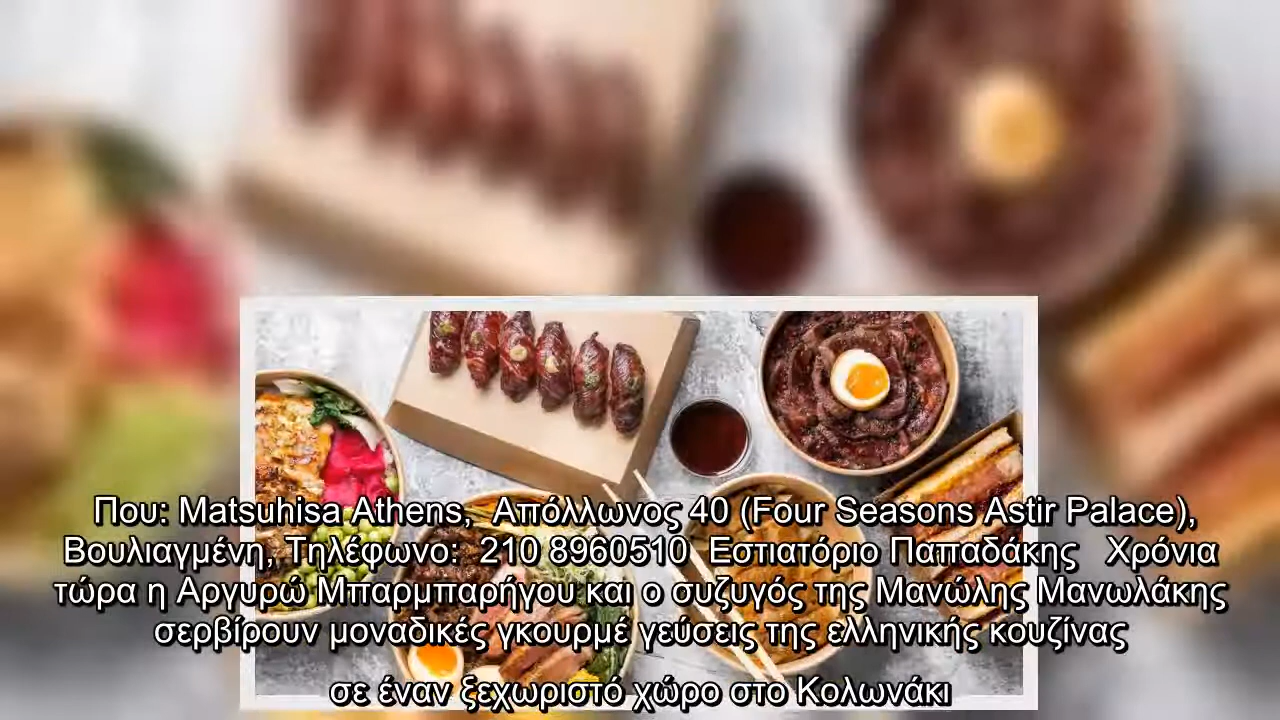 Που: Matsuhisa Athens,  Απόλλωνος 40 (Four Seasons Astir Palace),
Βουλιαγμένη, Τηλέφωνο:  210 8960510  Εστιατόριο Παπαδάκης   Χρόνια
τώρα η Αργυρώ Μπαρμπαρήγου και ο συζυγός της Μανώλης Μανωλάκης
σερβίρουν μοναδικές γκουρμέ γεύσεις της ελληνικής κουζίνας
σε έναν ξεχωριστό χώρο στο Κολωνάκι